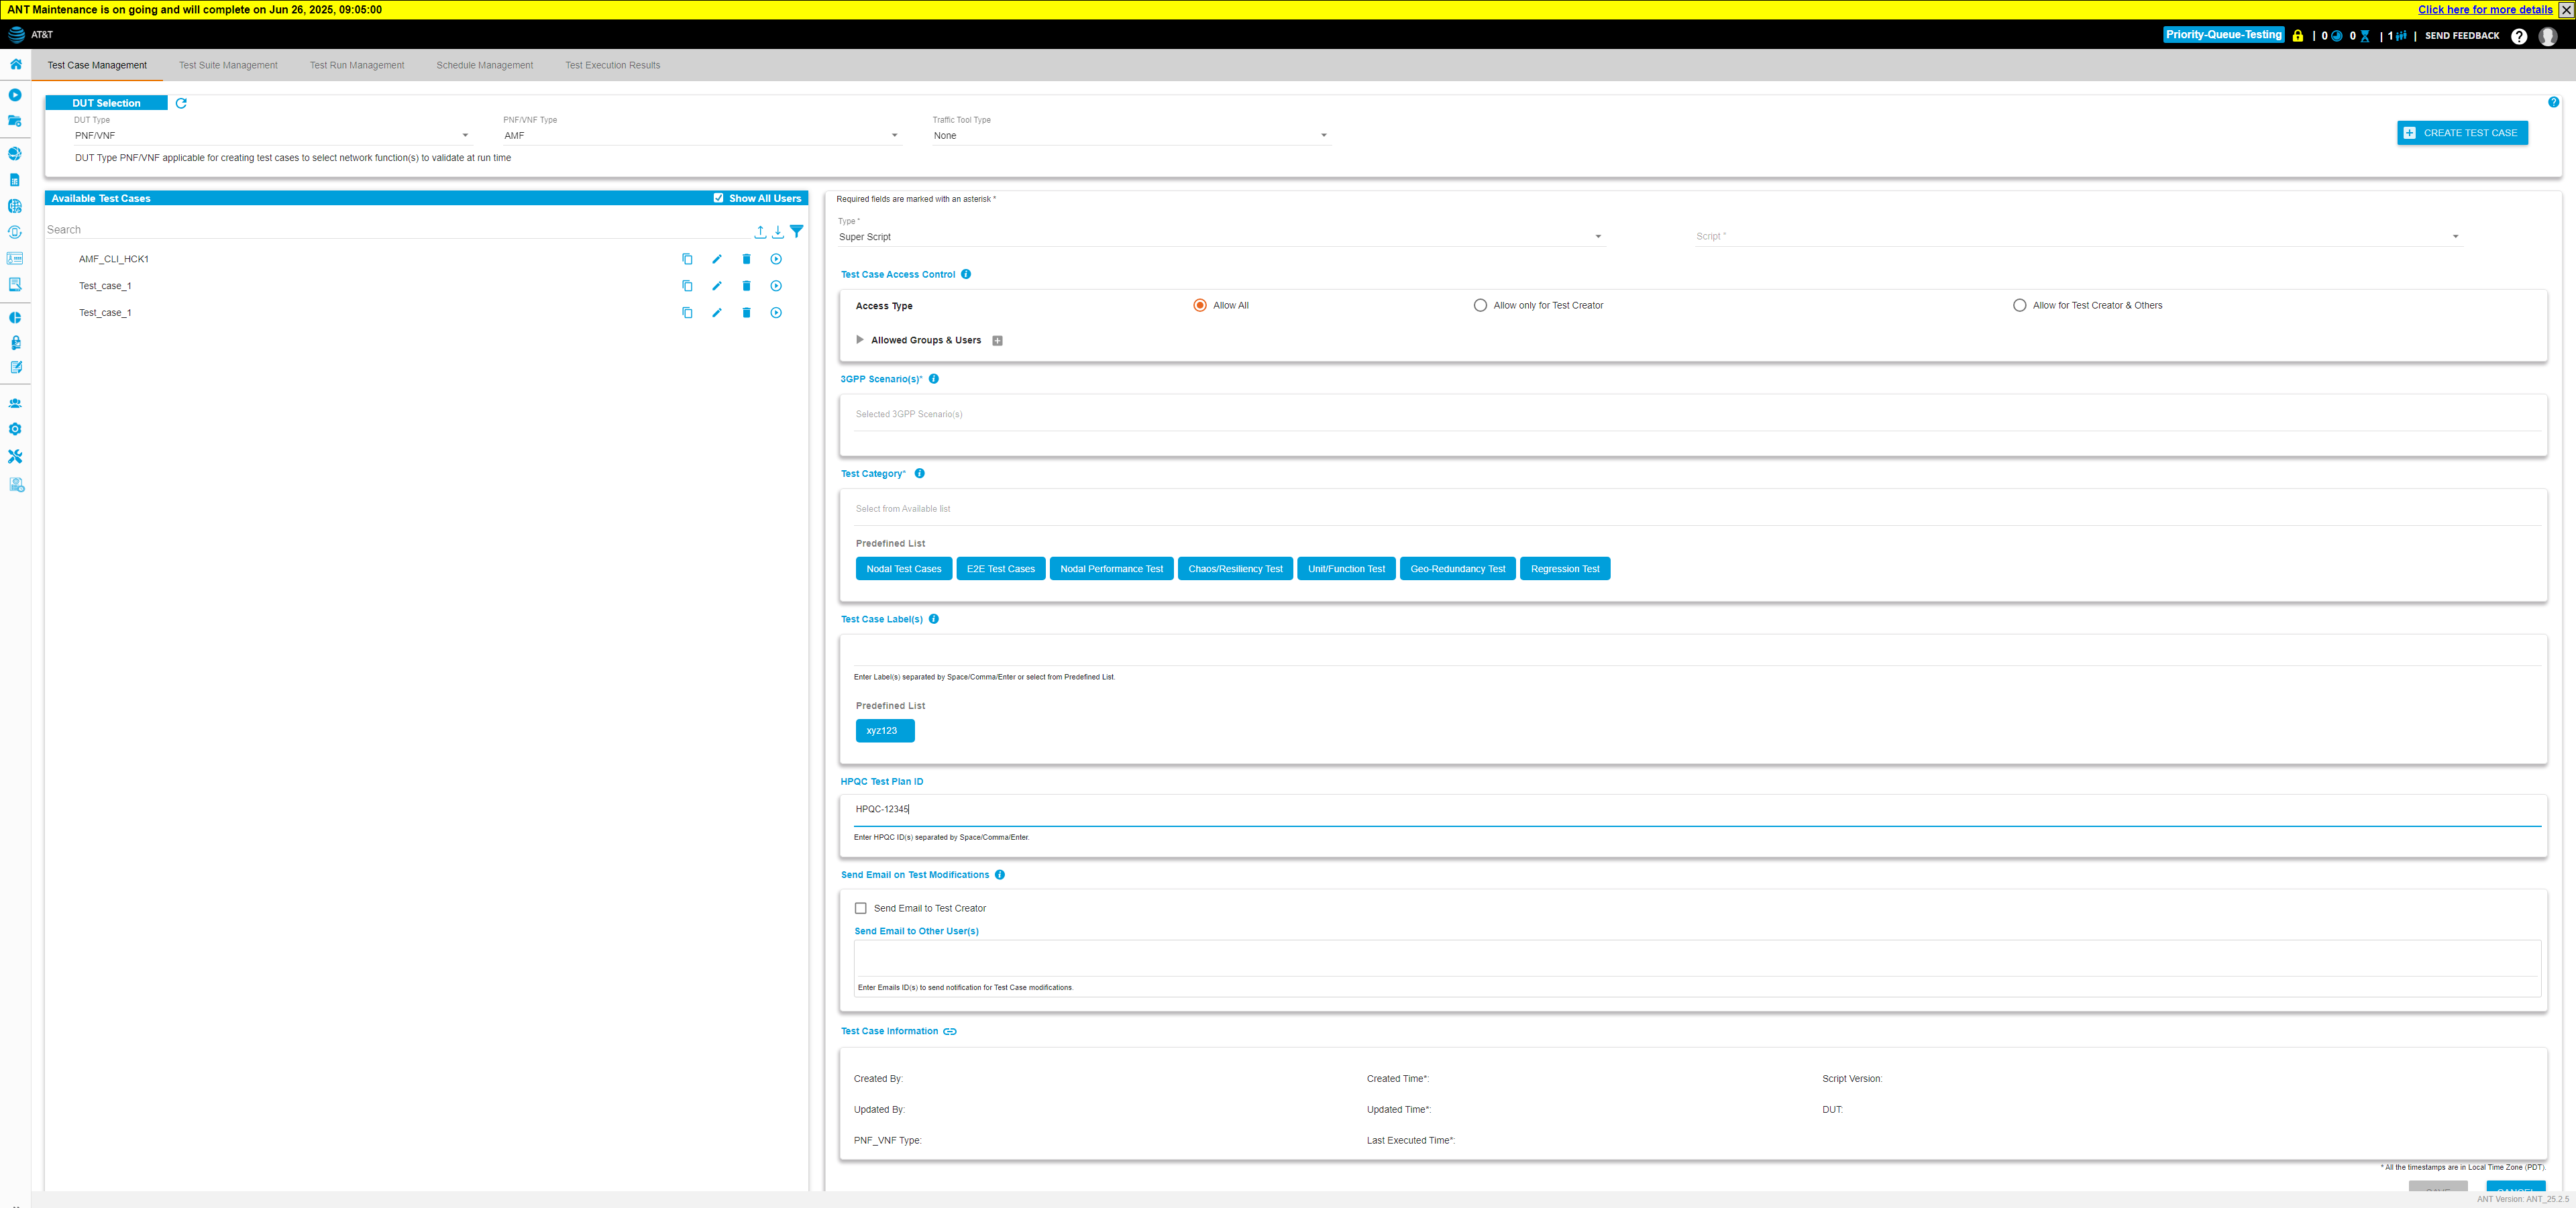 ANT Maintenance is on going and will complete on Jun 26, 2025, 09:05:00
Click here for more details
AT&T
Priority-Queue-Testing | 0 0 | 1 | SEND FEEDBACK
Test Case Management Test Suite Management Test Run Management Schedule Management Test Execution Results
DUT Selection
DUT Type
PNF/VNF
PNF/VNF Type
AMF
Traffic Tool Type
None
CREATE TEST CASE
DUT Type PNF/VNF applicable for creating test cases to select network function(s) to validate at run time
Available Test Cases
Show All Users
Search
AMF_CLI_HCK1
Test_case_1
Test_case_1
Required fields are marked with an asterisk *
Type *
Super Script
Script *
Test Case Access Control
Access Type
Allow All
Allow only for Test Creator
Allow for Test Creator & Others
Allowed Groups & Users
3GPP Scenario(s)*
Selected 3GPP Scenario(s)
Test Category*
Select from Available list
Predefined List
Nodal Test Cases E2E Test Cases Nodal Performance Test Chaos/Resiliency Test Unit/Function Test Geo-Redundancy Test Regression Test
Test Case Label(s)
Enter Label(s) separated by Space/Comma/Enter or select from Predefined List.
Predefined List
xyz123
HPQC Test Plan ID
HPQC-12345
Enter HPQC ID(s) separated by Space/Comma/Enter.
Send Email on Test Modifications
Send Email to Test Creator
Send Email to Other User(s)
Enter Emails ID(s) to send notification for Test Case modifications.
Test Case Information
Created By: Created Time*: Script Version:
Updated By: Updated Time*: DUT:
PNF_VNF Type: Last Executed Time*:
* All the timestamps are in Local Time Zone (PDT).
ANT Version: ANT_25.2.5